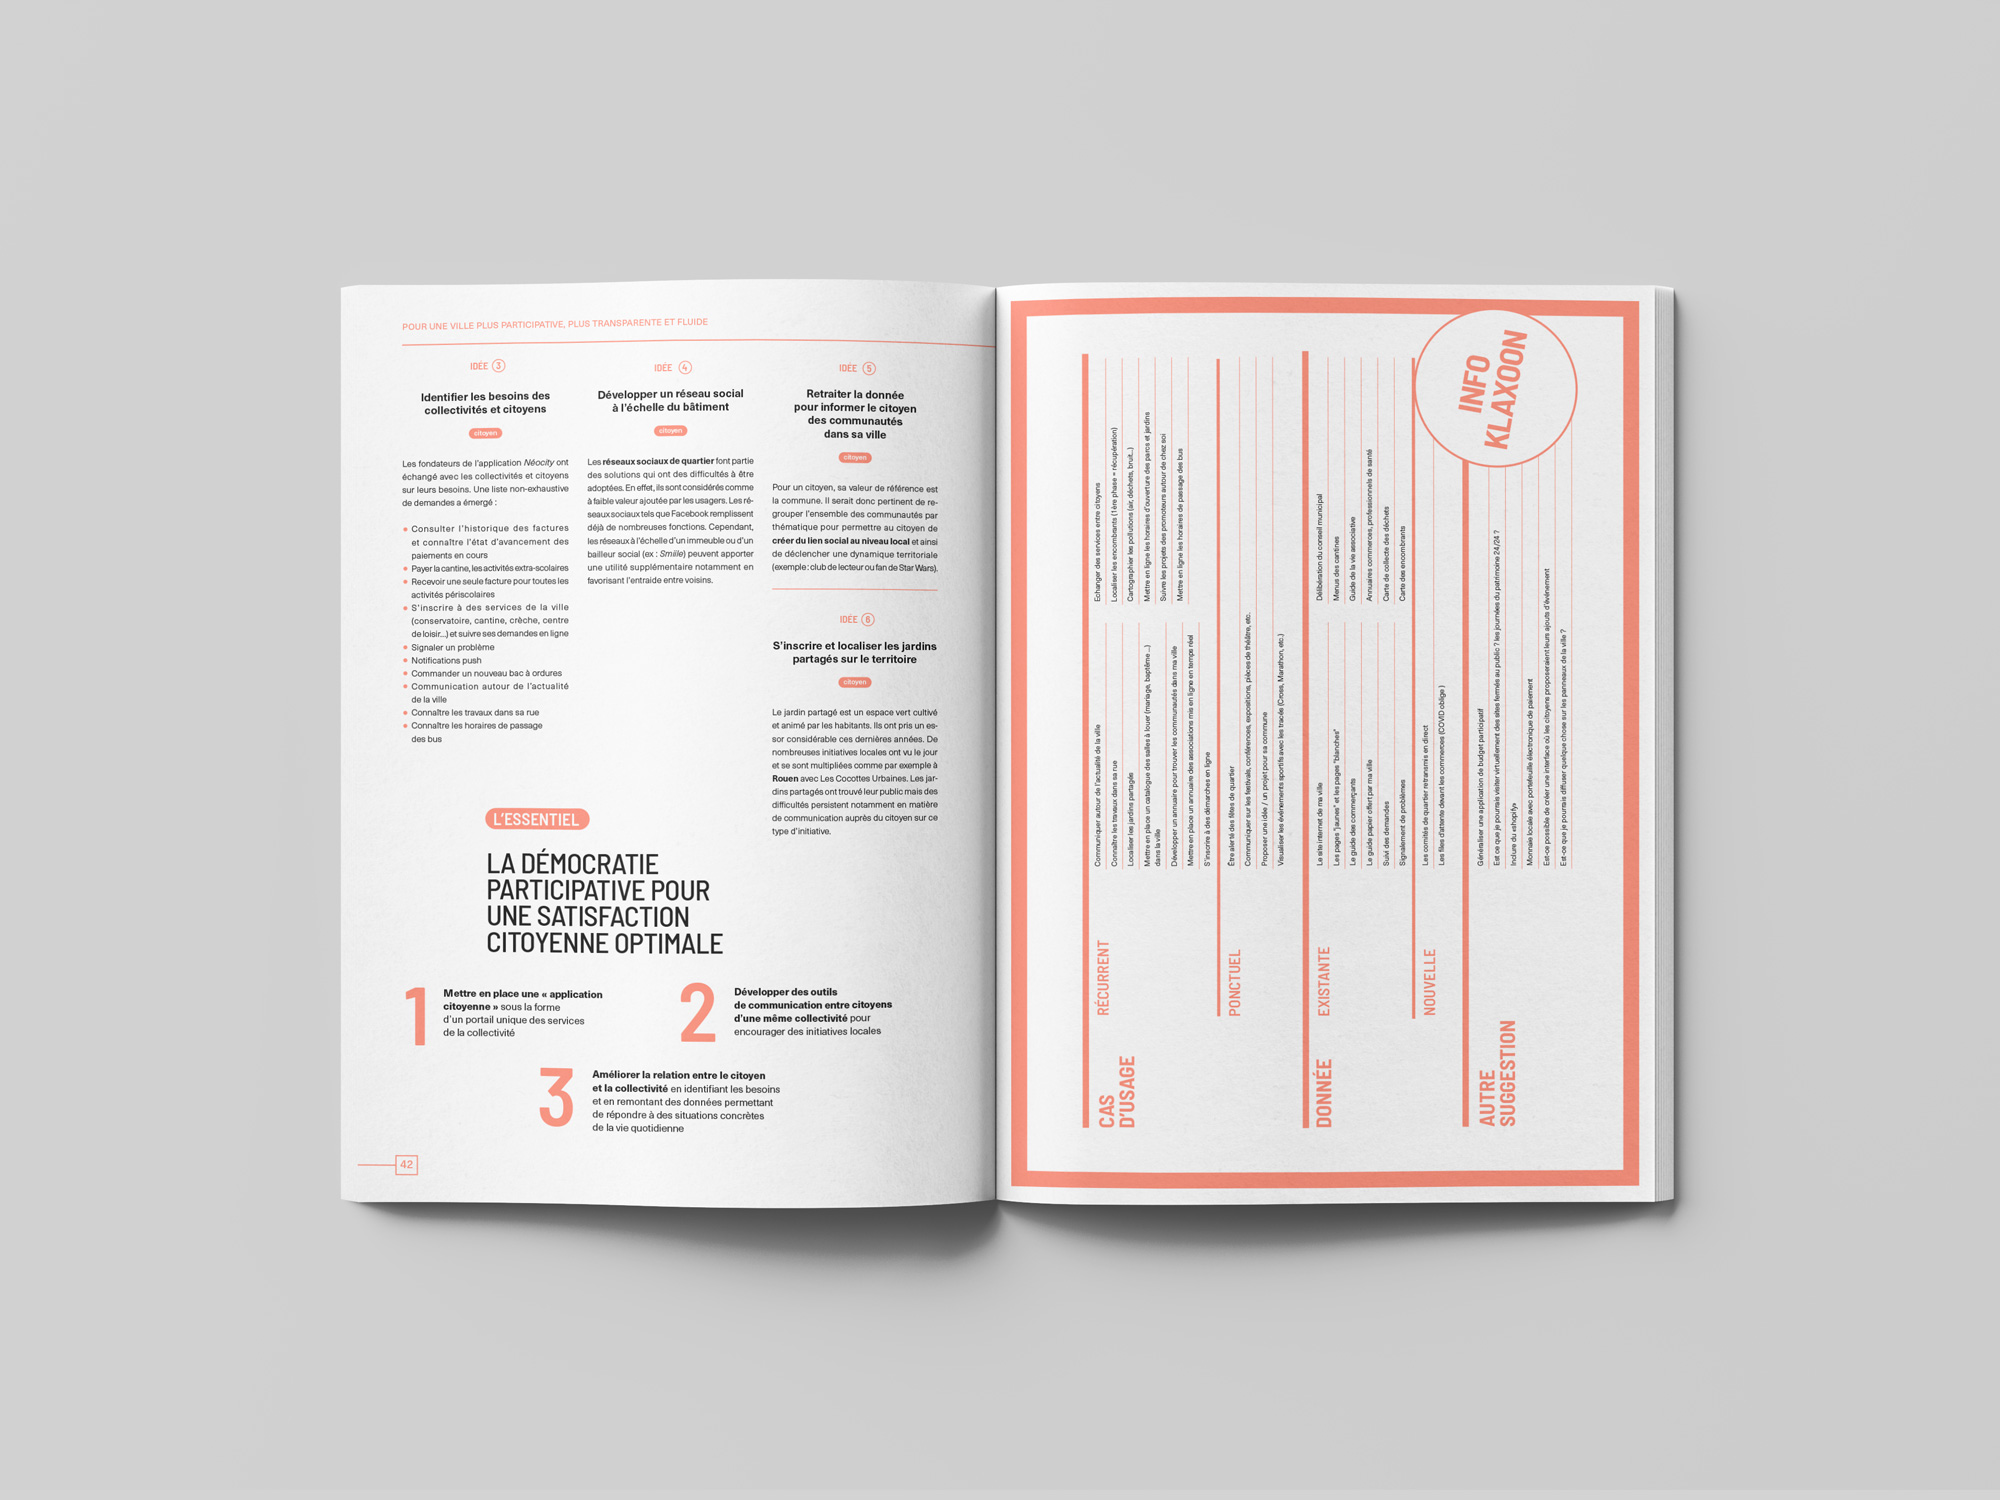 POUR UNE VILLE PLUS PARTICIPATIVE, PLUS TRANSPARENTE ET FLUIDE
IDÉE 3
Identifier les besoins des
collectivités et citoyens
citoyen
Les fondateurs de l'application Néocity ont
échangé avec les collectivités et citoyens
sur leurs besoins. Une liste non-exhaustive
de demandes a émergé :
• Consulter l'historique des factures
et connaître l'état d'avancement des
paiements en cours
• Payer la cantine, les activités extra-scolaires
• Recevoir une seule facture pour toutes les
activités périscolaires
• S'inscrire à des services de la ville
(conservatoire, cantine, crèche, centre
de loisir...) et suivre ses demandes en ligne
• Signaler un problème
• Notifications push
• Commander un nouveau bac à ordures
• Communication autour de l'actualité
de la ville
• Connaître les travaux dans sa rue
• Connaître les horaires de passage
des bus
IDÉE 4
Développer un réseau social
à l'échelle du bâtiment
citoyen
Les réseaux sociaux de quartier font partie
des solutions qui ont des difficultés à être
adoptées. En effet, ils sont considérés comme
à faible valeur ajoutée par les usagers. Les ré-
seaux sociaux tels que Facebook remplissent
déjà de nombreuses fonctions. Cependant,
les réseaux à l'échelle d'un immeuble ou d'un
bailleur social (ex : Smiile) peuvent apporter
une utilité supplémentaire notamment en
favorisant l'entraide entre voisins.
IDÉE 5
Retraiter la donnée
pour informer le citoyen
des communautés
dans sa ville
citoyen
Pour un citoyen, sa valeur de référence est
la commune. Il serait donc pertinent de re-
grouper l'ensemble des communautés par
thématique pour permettre au citoyen de
créer du lien social au niveau local et ainsi
de déclencher une dynamique territoriale
(exemple : club de lecteur ou fan de Star Wars).
IDÉE 6
S'inscrire et localiser les jardins
partagés sur le territoire
citoyen
Le jardin partagé est un espace vert cultivé
et animé par les habitants. Ils ont pris un es-
sor considérable ces dernières années. De
nombreuses initiatives locales ont vu le jour
et se sont multipliées comme par exemple à
Rouen avec Les Cocottes Urbaines. Les jar-
dins partagés ont trouvé leur public mais des
difficultés persistent notamment en matière
de communication auprès du citoyen sur ce
type d'initiative.
L'ESSENTIEL
LA DÉMOCRATIE
PARTICIPATIVE POUR
UNE SATISFACTION
CITOYENNE OPTIMALE
1
Mettre en place une « application
citoyenne » sous la forme
d'un portail unique des services
de la collectivité
2
Développer des outils
de communication entre citoyens
d'une même collectivité pour
encourager des initiatives locales
3
Améliorer la relation entre le citoyen
et la collectivité en identifiant les besoins
et en remontant des données permettant
de répondre à des situations concrètes
de la vie quotidienne
42
INFO
KLAXOON
CAS
D'USAGE
RÉCURRENT
Communiquer autour de l'actualité de la ville
Connaître les travaux dans sa rue
Localiser les jardins partagés
Mettre en place un catalogue des salles à louer (mariage, baptême ...)
dans la ville
Développer un annuaire pour trouver les communautés dans ma ville
Mettre en place un annuaire des associations mis en ligne en temps réel
S'inscrire à des démarches en ligne
Echanger des services entre citoyens
Localiser les encombrants (1ère phase = récupération)
Cartographier les pollutions (air, déchets, bruit...)
Mettre en ligne les horaires d'ouverture des parcs et jardins
Suivre les projets des promoteurs autour de chez soi
Mettre en ligne les horaires de passage des bus
PONCTUEL
Être alerté des fêtes de quartier
Communiquer sur les festivals, conférences, expositions, pièces de théâtre, etc.
Proposer une idée / un projet pour sa commune
Visualiser les événements sportifs avec les tracés (Cross, Marathon, etc.)
DONNÉE
EXISTANTE
Le site internet de ma ville
Les pages "jaunes" et les pages "blanches"
Le guide des commerçants
Le guide papier offert par ma ville
Suivi des demandes
Signalement de problèmes
Délibération du conseil municipal
Menus des cantines
Guide de la vie associative
Annuaires commerces, professionnels de santé
Carte de collecte des déchets
Carte des encombrants
NOUVELLE
Les comités de quartier retransmis en direct
Les files d'attente devant les commerces (COVID oblige )
AUTRE
SUGGESTION
Généraliser une application de budget participatif
Est ce que je pourrais visiter virtuellement des sites fermés au public ? les journées du patrimoine 24/24 ?
Inclure du «shopify»
Monnaie locale avec portefeuille électronique de paiement
Est-ce possible de créer une interface où les citoyens proposeraient leurs ajouts d'événement
Est-ce que je pourrais diffuser quelque chose sur les panneaux de la ville ?